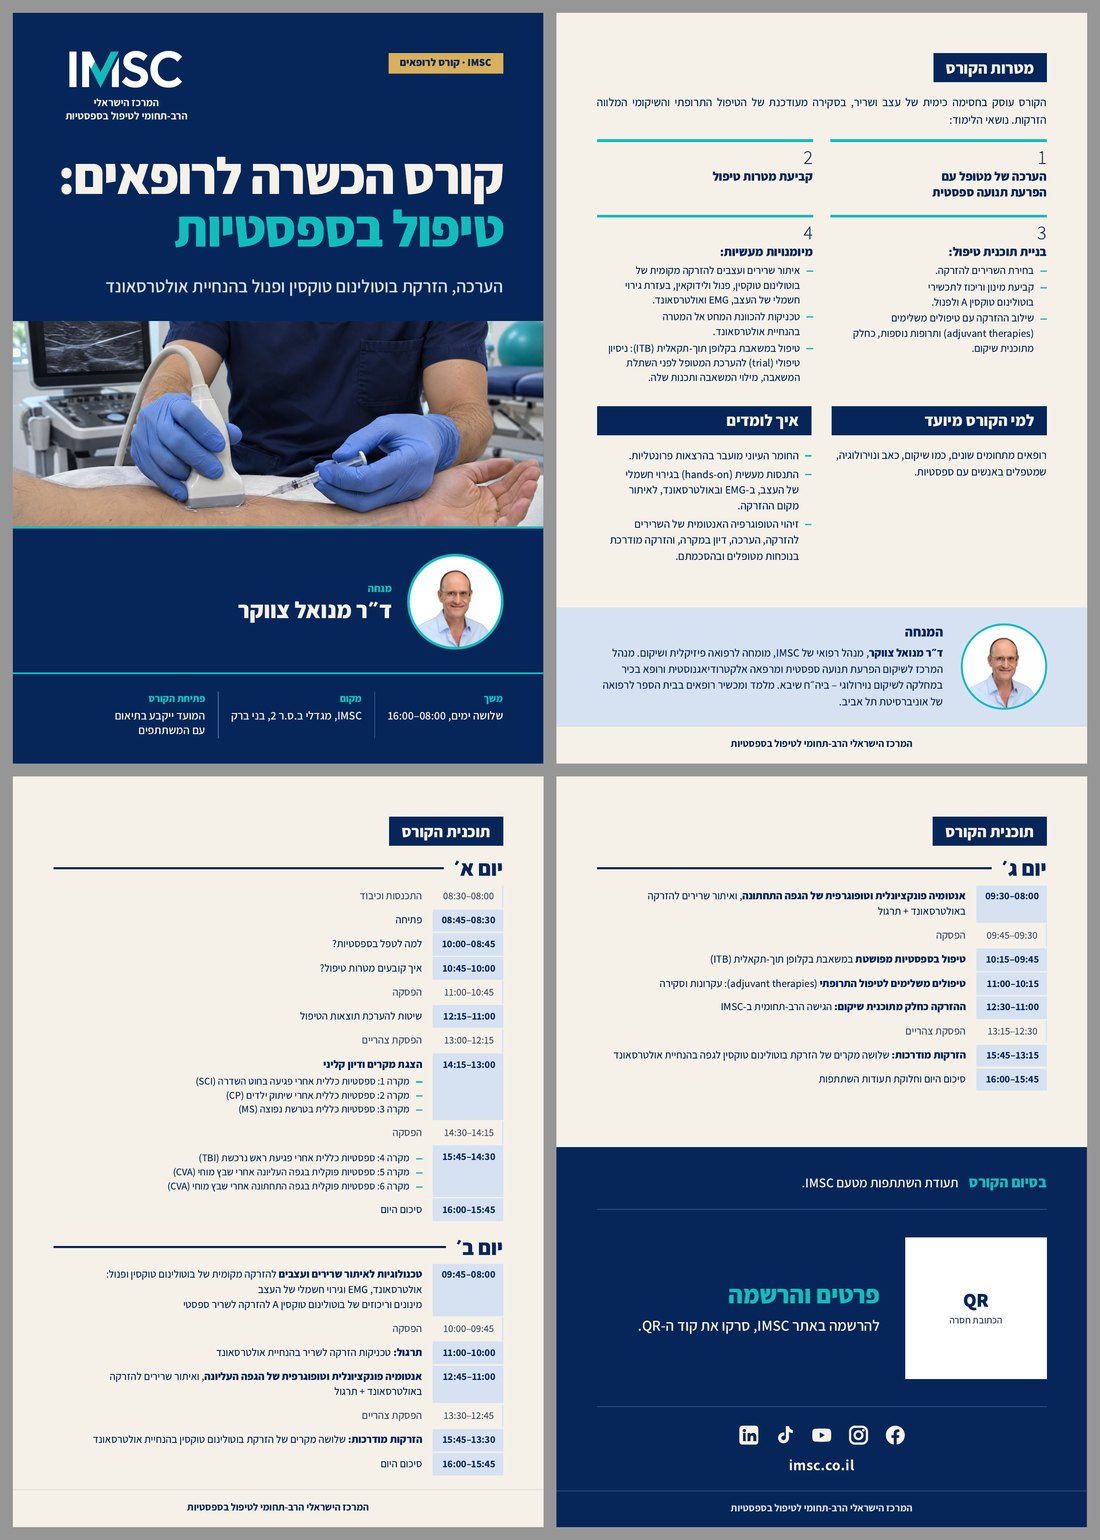 IMSC · קורס לרופאים
IMSC
המרכז הישראלי
הרב-תחומי לטיפול בספסטיות
קורס הכשרה לרופאים:
טיפול בספסטיות
הערכה, הזרקת בוטולינום טוקסין ופנול בהנחיית אולטרסאונד
מנחה
ד״ר מנואל צווקר
משך
שלושה ימים, 16:00–08:00
מקום
IMSC, מגדלי ב.ס.ר 2, בני ברק
פתיחת הקורס
המועד ייקבע בתיאום
עם המשתתפים
מטרות הקורס
הקורס עוסק בחסימה כימית של עצב ושריר, בסקירה מעודכנת של הטיפול התרופתי והשיקומי המלווה
הזרקות. נושאי הלימוד:
1
הערכה של מטופל עם
הפרעת תנועה ספסטית
2
קביעת מטרות טיפול
3
בניית תוכנית טיפול:
– בחירת השרירים להזרקה.
– קביעת מינון וריכוז לתכשירי
בוטולינום טוקסין A ולפנול.
– שילוב ההזרקה עם טיפולים משלימים
(adjuvant therapies) ותרופות נוספות, כחלק
מתוכנית שיקום.
4
מיומנויות מעשיות:
– איתור שרירים ועצבים להזרקה מקומית של
בוטולינום טוקסין, פנול ולידוקאין, בעזרת גירוי
חשמלי של העצב, EMG ואולטרסאונד.
– טכניקות להכוונת המחט אל המטרה
בהנחיית אולטרסאונד.
– טיפול במשאבת בקלופן תוך-תקאלית (ITB): ניסיון
טיפולי (trial) להערכת המטופל לפני השתלת
המשאבה, מילוי המשאבה ותכנות שלה.
למי הקורס מיועד
רופאים מתחומים שונים, כמו שיקום, כאב ונוירולוגיה,
שמטפלים באנשים עם ספסטיות.
איך לומדים
– החומר העיוני מועבר בהרצאות פרונטליות.
– התנסות מעשית (hands-on) בגירוי חשמלי
של העצב, ב-EMG ובאולטרסאונד, לאיתור
מקום ההזרקה.
– זיהוי הטופוגרפיה האנטומית של השרירים
להזרקה, הערכה, דיון במקרה, והזרקה מודרכת
בנוכחות מטופלים ובהסכמתם.
המנחה
ד״ר מנואל צווקר, מנהל רפואי של IMSC, מומחה לרפואה פיזיקלית ושיקום. מנהל
המרכז לשיקום הפרעת תנועה ספסטית ומרפאה אלקטרודיאגנוסטית ורופא בכיר
במחלקה לשיקום נוירולוגי – ביה״ח שיבא. מלמד ומכשיר רופאים בבית הספר לרפואה
של אוניברסיטת תל אביב.
המרכז הישראלי הרב-תחומי לטיפול בספסטיות
תוכנית הקורס
יום א׳
08:30–08:00 התכנסות וכיבוד
08:45–08:30 פתיחה
10:00–08:45 למה לטפל בספסטיות?
10:45–10:00 איך קובעים מטרות טיפול?
11:00–10:45 הפסקה
12:15–11:00 שיטות להערכת תוצאות הטיפול
13:00–12:15 הפסקת צהריים
14:15–13:00 הצגת מקרים ודיון קליני
– מקרה 1: ספסטיות כללית אחרי פגיעה בחוט השדרה (SCI)
– מקרה 2: ספסטיות כללית אחרי שיתוק ילדים (CP)
– מקרה 3: ספסטיות כללית בטרשת נפוצה (MS)
14:30–14:15 הפסקה
15:45–14:30 – מקרה 4: ספסטיות כללית אחרי פגיעת ראש נרכשת (TBI)
– מקרה 5: ספסטיות פוקלית בגפה העליונה אחרי שבץ מוחי (CVA)
– מקרה 6: ספסטיות פוקלית בגפה התחתונה אחרי שבץ מוחי (CVA)
16:00–15:45 סיכום היום
יום ב׳
09:45–08:00 טכנולוגיות לאיתור שרירים ועצבים להזרקה מקומית של בוטולינום טוקסין ופנול:
אולטרסאונד, EMG וגירוי חשמלי של העצב
מינונים וריכוזים של בוטולינום טוקסין A להזרקה לשריר ספסטי
10:00–09:45 הפסקה
11:00–10:00 תרגול: טכניקות הזרקה לשריר בהנחיית אולטרסאונד
12:45–11:00 אנטומיה פונקציונלית וטופוגרפית של הגפה העליונה, ואיתור שרירים להזרקה
באולטרסאונד + תרגול
13:30–12:45 הפסקת צהריים
15:45–13:30 הזרקות מודרכות: שלושה מקרים של הזרקת בוטולינום טוקסין בהנחיית אולטרסאונד
16:00–15:45 סיכום היום
המרכז הישראלי הרב-תחומי לטיפול בספסטיות
תוכנית הקורס
יום ג׳
09:30–08:00 אנטומיה פונקציונלית וטופוגרפית של הגפה התחתונה, ואיתור שרירים להזרקה
באולטרסאונד + תרגול
09:45–09:30 הפסקה
10:15–09:45 טיפול בספסטיות מפושטת במשאבת בקלופן תוך-תקאלית (ITB)
11:00–10:15 טיפולים משלימים לטיפול התרופתי (adjuvant therapies): עקרונות וסקירה
12:30–11:00 ההזרקה כחלק מתוכנית שיקום: הגישה הרב-תחומית ב-IMSC
13:15–12:30 הפסקת צהריים
15:45–13:15 הזרקות מודרכות: שלושה מקרים של הזרקת בוטולינום טוקסין לגפה בהנחיית אולטרסאונד
16:00–15:45 סיכום היום וחלוקת תעודות השתתפות
בסיום הקורס תעודת השתתפות מטעם IMSC.
QR
הכתובת חסרה
פרטים והרשמה
להרשמה באתר IMSC, סרקו את קוד ה-QR.
imsc.co.il
המרכז הישראלי הרב-תחומי לטיפול בספסטיות